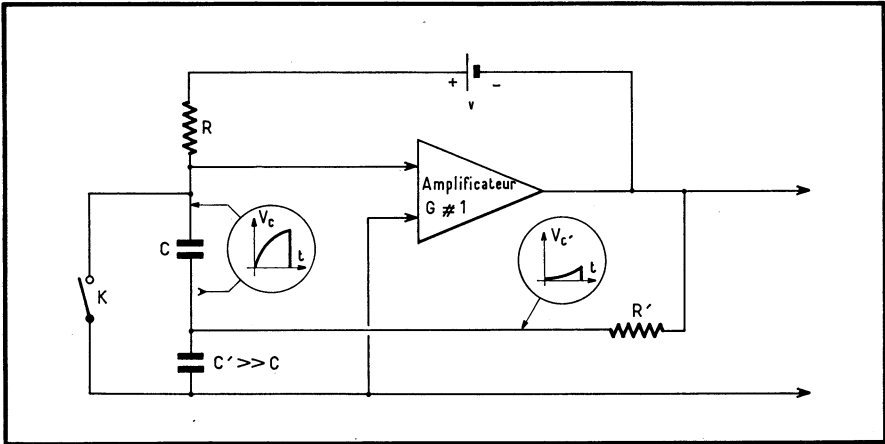 + −
v
R
Amplificateur
G # 1
Vc
t
C
K
Vc'
t
R'
C' >> C